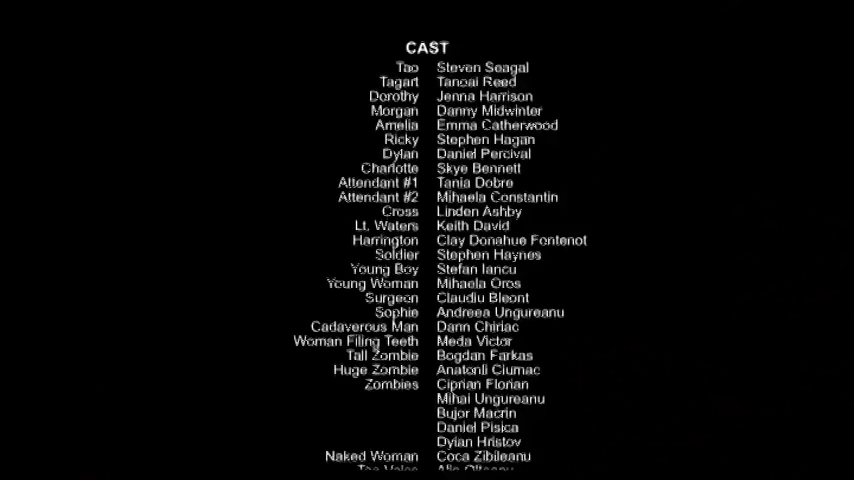 CAST
Tao Steven Seagal
Tagart Tanoai Reed
Dorothy Jenna Harrison
Morgan Danny Midwinter
Amelia Emma Catherwood
Ricky Stephen Hagan
Dylan Daniel Percival
Charlotte Skye Bennett
Attendant #1 Tania Dobre
Attendant #2 Mihaela Constantin
Cross Linden Ashby
Lt. Waters Keith David
Harrington Clay Donahue Fontenot
Soldier Stephen Haynes
Young Boy Stefan Iancu
Young Woman Mihaela Oros
Surgeon Claudiu Bleont
Sophie Andreea Ungureanu
Cadaverous Man Dann Chiriac
Woman Filing Teeth Meda Victor
Tall Zombie Bogdan Farkas
Huge Zombie Anatonli Ciumac
Zombies Ciprian Florian
Mihai Ungureanu
Bujor Macrin
Daniel Pisica
Dylan Hristov
Naked Woman Coca Zibileanu